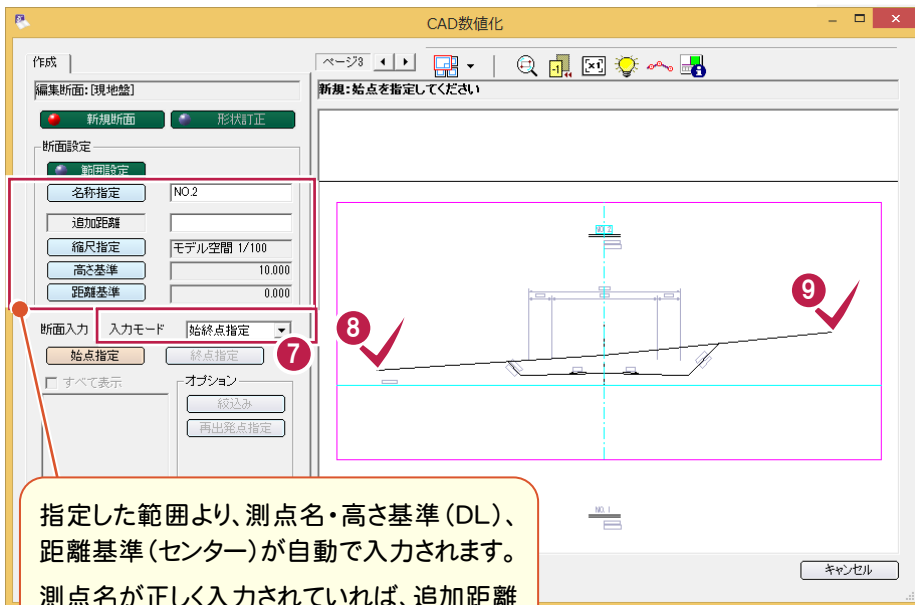 CAD数値化
作成
ページ3
編集断面:[現地盤]
新規:始点を指定してください
新規断面
形状訂正
断面設定
範囲設定
名称指定
NO.2
追加距離
縮尺指定
モデル空間 1/100
高さ基準
10.000
距離基準
0.000
断面入力
入力モード
始終点指定
7
8
9
始点指定
終点指定
すべて表示
オプション
絞込み
再出発点指定
NO.2
NO.1
キャンセル
指定した範囲より、測点名・高さ基準(DL)、
距離基準(センター)が自動で入力されます。
測点名が正しく入力されていれば、追加距離